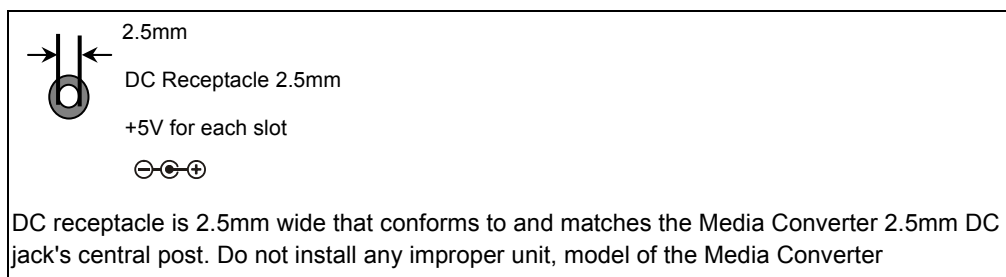 2.5mm
DC Receptacle 2.5mm
+5V for each slot
DC receptacle is 2.5mm wide that conforms to and matches the Media Converter 2.5mm DC
jack's central post. Do not install any improper unit, model of the Media Converter